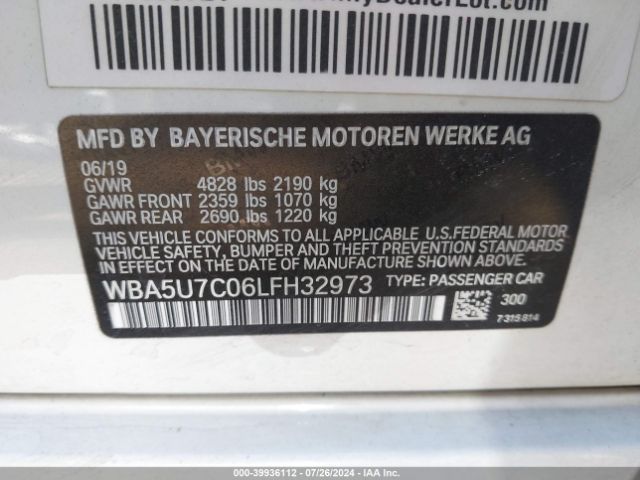 MyDealerLot.com
MFD BY BAYERISCHE MOTOREN WERKE AG
06/19
GVWR 4828 lbs 2190 kg
GAWR FRONT 2359 lbs 1070 kg
GAWR REAR 2690 lbs 1220 kg
THIS VEHICLE CONFORMS TO ALL APPLICABLE U.S.FEDERAL MOTOR
VEHICLE SAFETY, BUMPER AND THEFT PREVENTION STANDARDS
IN EFFECT ON THE DATE OF MANUFACTURE SHOWN ABOVE.
WBA5U7C06LFH32973 TYPE: PASSENGER CAR
300
7315814
000-39936112 - 07/26/2024 - IAA Inc.